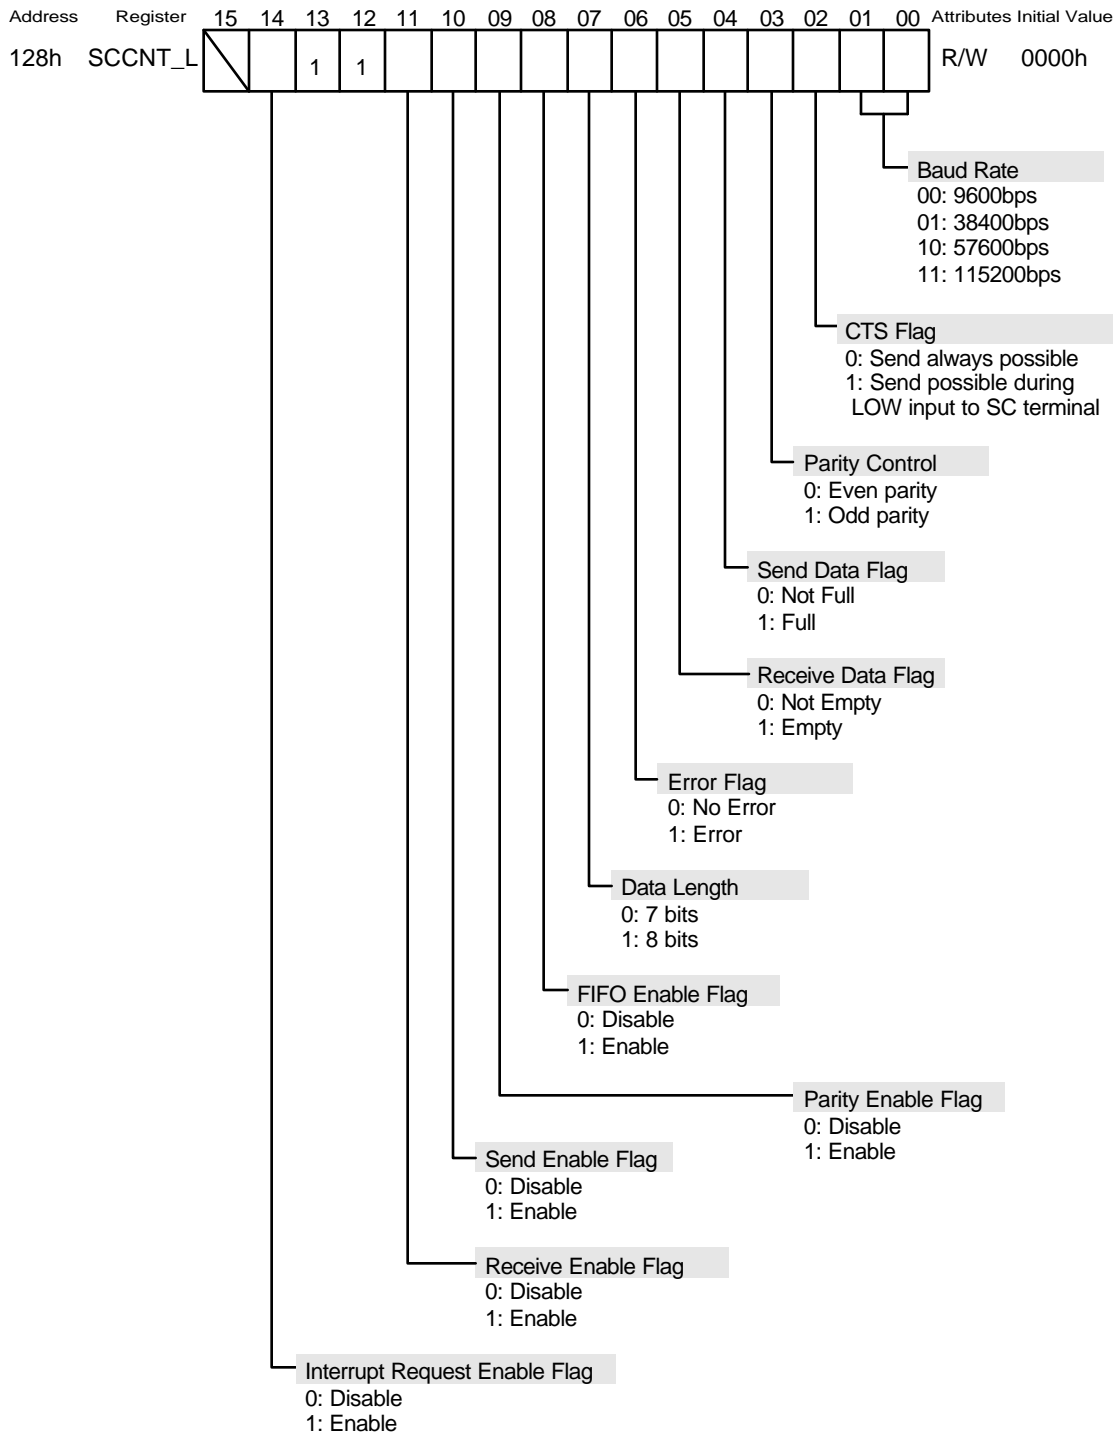 Address Register 15 14 13 12 11 10 09 08 07 06 05 04 03 02 01 00 Attributes Initial Value
128h SCCNT_L 1 1 R/W 0000h
Baud Rate
00: 9600bps
01: 38400bps
10: 57600bps
11: 115200bps
CTS Flag
0: Send always possible
1: Send possible during
LOW input to SC terminal
Parity Control
0: Even parity
1: Odd parity
Send Data Flag
0: Not Full
1: Full
Receive Data Flag
0: Not Empty
1: Empty
Error Flag
0: No Error
1: Error
Data Length
0: 7 bits
1: 8 bits
FIFO Enable Flag
0: Disable
1: Enable
Parity Enable Flag
0: Disable
1: Enable
Send Enable Flag
0: Disable
1: Enable
Receive Enable Flag
0: Disable
1: Enable
Interrupt Request Enable Flag
0: Disable
1: Enable